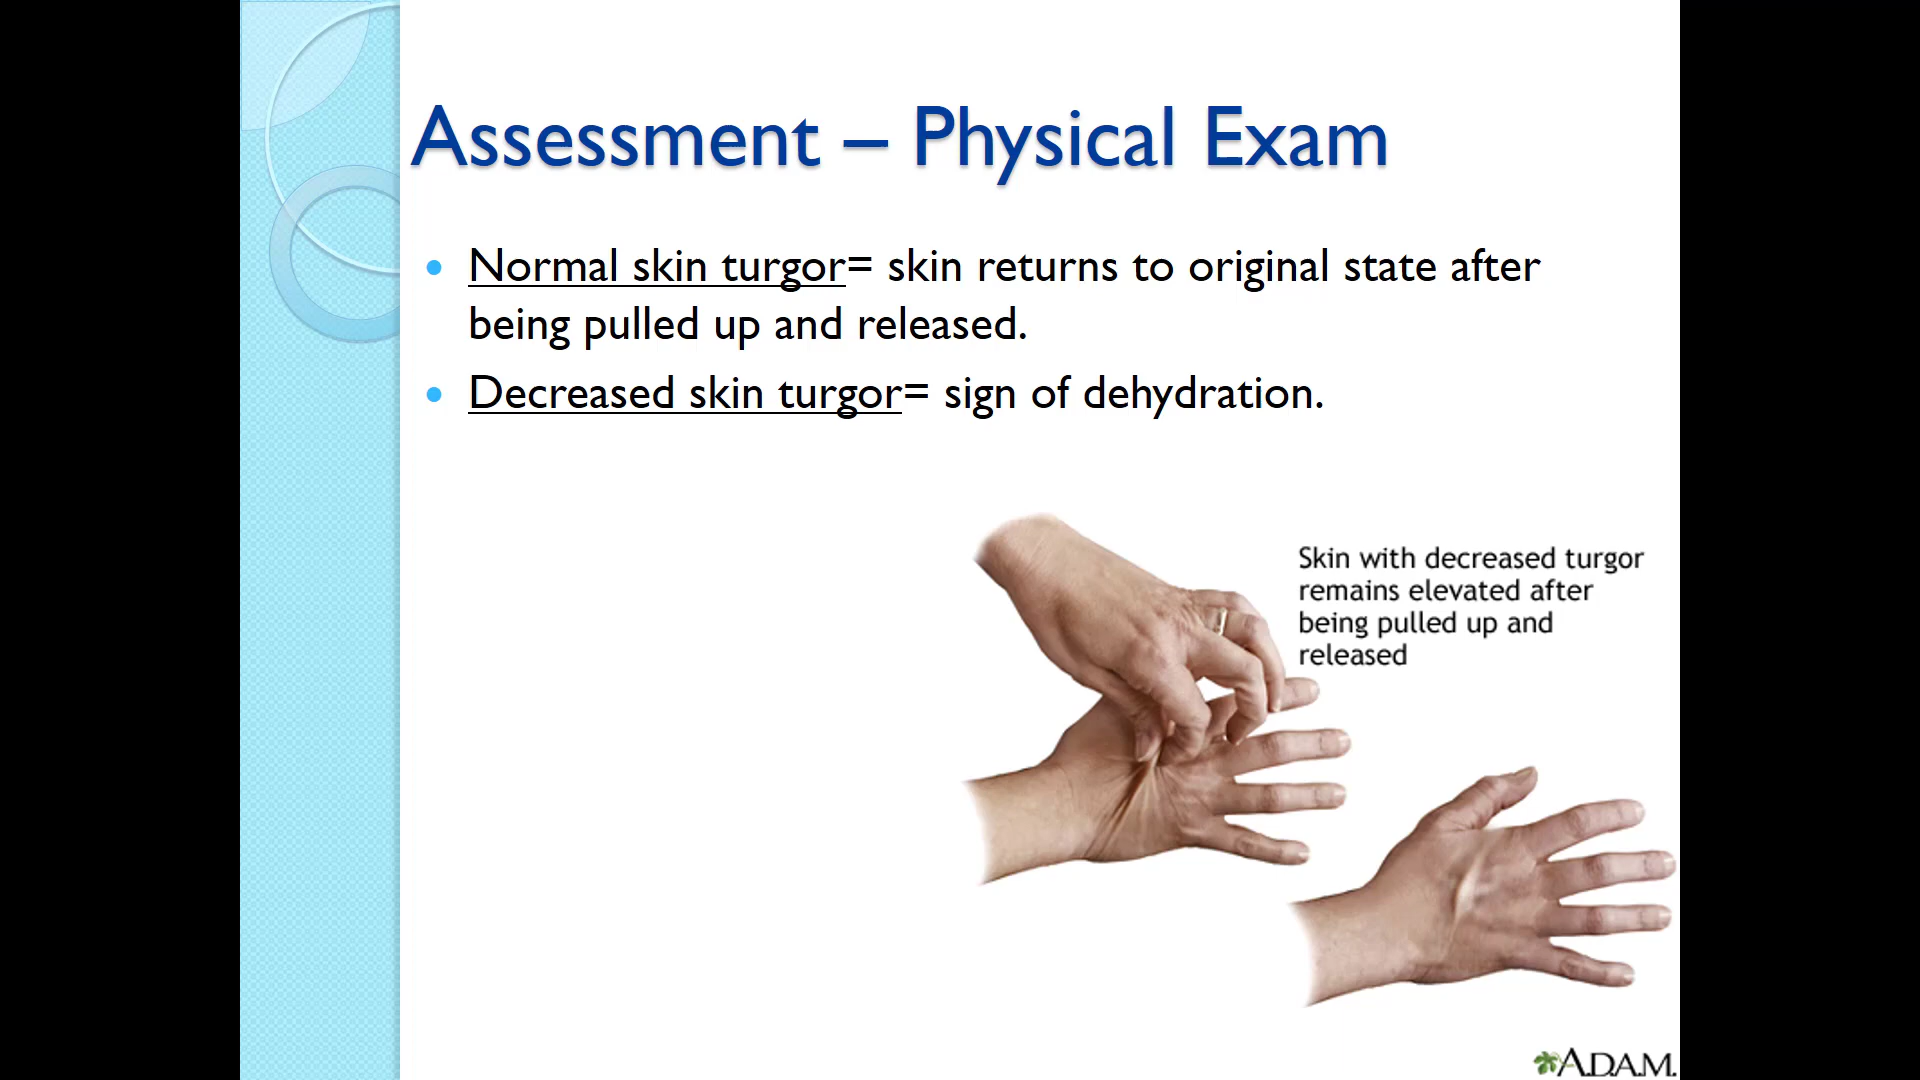 Assessment – Physical Exam
Normal skin turgor= skin returns to original state after
being pulled up and released.
Decreased skin turgor= sign of dehydration.
Skin with decreased turgor
remains elevated after
being pulled up and
released
A.D.A.M.